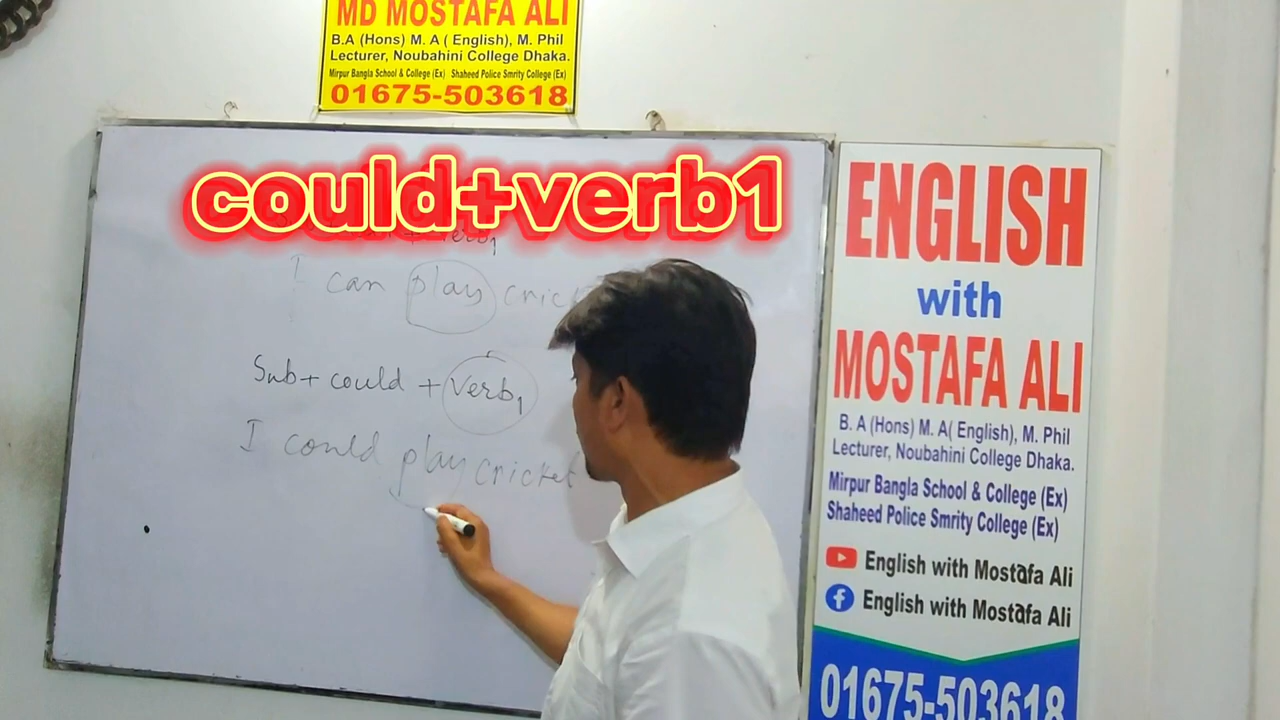 MD MOSTAFA ALI
B.A (Hons) M. A ( English), M. Phil
Lecturer, Noubahini College Dhaka.
Mirpur Bangla School & College (Ex) Shaheed Police Smrity College (Ex)
01675-503618
could+verb1
verb1
I can play
Sub + could + verb1
I could play cricket
ENGLISH
with
MOSTAFA ALI
B. A (Hons) M. A( English), M. Phil
Lecturer, Noubahini College Dhaka.
Mirpur Bangla School & College (Ex)
Shaheed Police Smrity College (Ex)
English with Mostafa Ali
English with Mostafa Ali
01675-503618